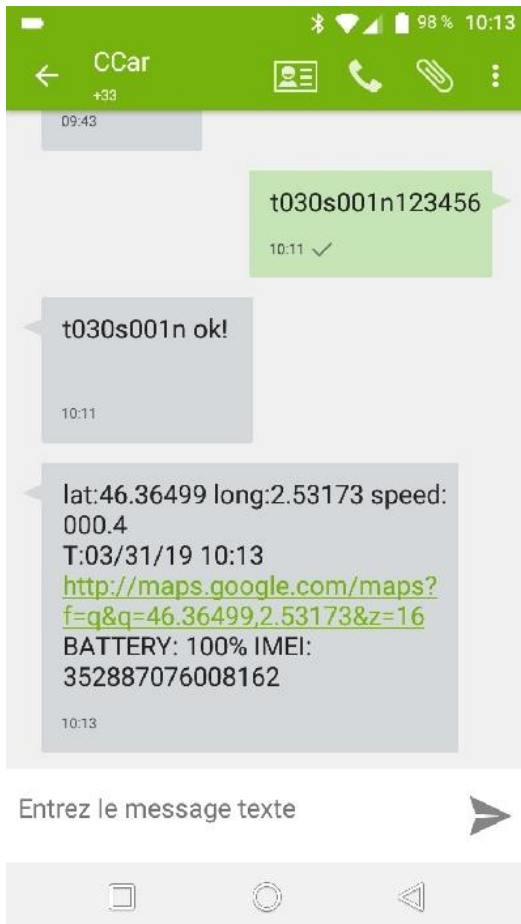 98 % 10:13
CCar
+33
09:43
t030s001n123456
10:11
t030s001n ok!
10:11
lat:46.36499 long:2.53173 speed:
000.4
T:03/31/19 10:13
http://maps.google.com/maps?
f=q&q=46.36499,2.53173&z=16
BATTERY: 100% IMEI:
352887076008162
10:13
Entrez le message texte